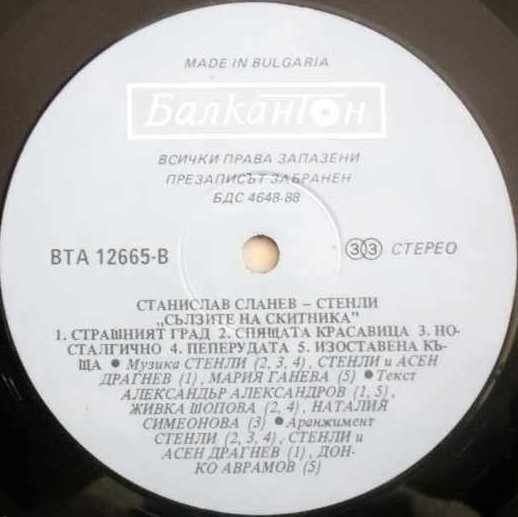 MADE IN BULGARIA
Балкантон
ВСИЧКИ ПРАВА ЗАПАЗЕНИ
ПРЕЗАПИСЪТ ЗАБРАНЕН
БДС 4648-88
ВТА 12665-В
33 СТЕРЕО
СТАНИСЛАВ СЛАНЕВ – СТЕНЛИ
„СЪЛЗИТЕ НА СКИТНИКА"
1. СТРАШНИЯТ ГРАД 2. СПЯЩАТА КРАСАВИЦА 3. НО-
СТАЛГИЧНО 4. ПЕПЕРУДАТА 5. ИЗОСТАВЕНА КЪ-
ЩА ● Музика СТЕНЛИ (2, 3, 4), СТЕНЛИ и АСЕН
ДРАГНЕВ (1), МАРИЯ ГАНЕВА (5) ● Текст
АЛЕКСАНДЪР АЛЕКСАНДРОВ (1, 5),
ЖИВКА ШОПОВА (2, 4), НАТАЛИЯ
СИМЕОНОВА (3) ● Аранжимент
СТЕНЛИ (2, 3, 4), СТЕНЛИ и
АСЕН ДРАГНЕВ (1), ДОН-
КО АВРАМОВ (5)